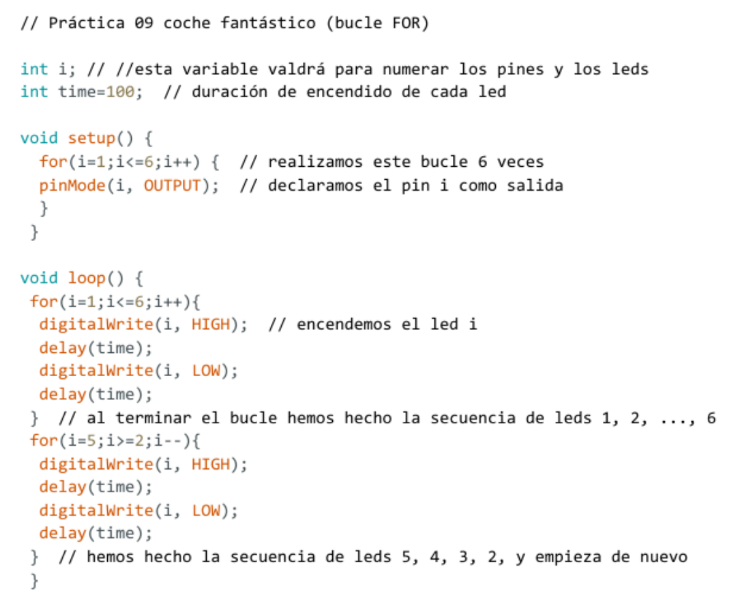 // Práctica 09 coche fantástico (bucle FOR)

int i; // //esta variable valdrá para numerar los pines y los leds
int time=100;  // duración de encendido de cada led

void setup() {
  for(i=1;i<=6;i++) {  // realizamos este bucle 6 veces
  pinMode(i, OUTPUT);  // declaramos el pin i como salida
  }
 }

void loop() {
 for(i=1;i<=6;i++){
  digitalWrite(i, HIGH);  // encendemos el led i
  delay(time);
  digitalWrite(i, LOW);
  delay(time);
 }  // al terminar el bucle hemos hecho la secuencia de leds 1, 2, ..., 6
 for(i=5;i>=2;i--){
  digitalWrite(i, HIGH);
  delay(time);
  digitalWrite(i, LOW);
  delay(time);
 }  // hemos hecho la secuencia de leds 5, 4, 3, 2, y empieza de nuevo
 }